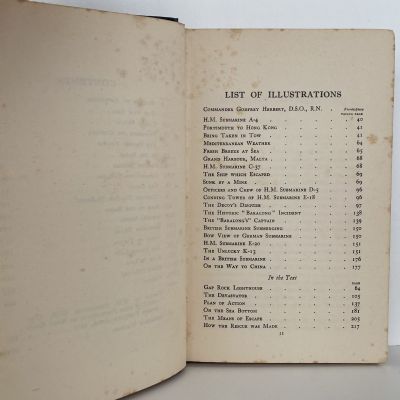 LIST OF ILLUSTRATIONS
COMMANDER GODFREY HERBERT, D.S.O., R.N. . Frontispiece
FACING PAGE
H.M. SUBMARINE A-4 . . . . . 40
PORTSMOUTH TO HONG KONG . . . . 41
BEING TAKEN IN TOW . . . . . 41
MEDITERRANEAN WEATHER . . . . 64
FRESH BREEZE AT SEA . . . . . 65
GRAND HARBOUR, MALTA . . . . . 68
H.M. SUBMARINE C-37 . . . . . 68
THE SHIP WHICH ESCAPED . . . . 69
SUNK BY A MINE . . . . . . 69
OFFICERS AND CREW OF H.M. SUBMARINE D-5 . 96
CONNING TOWER OF H.M. SUBMARINE E-18 . . 96
THE DECOY'S DISGUISE . . . . . 97
THE HISTORIC "BARALONG" INCIDENT . . . 138
THE "BARALONG'S" CAPTAIN . . . . 139
BRITISH SUBMARINE SUBMERGING . . . . 150
BOW VIEW OF GERMAN SUBMARINE . . . 150
H.M. SUBMARINE E-20 . . . . . 151
THE UNLUCKY K-13 . . . . . 151
IN A BRITISH SUBMARINE . . . . . 176
ON THE WAY TO CHINA . . . . . 177
In the Text
PAGE
GAP ROCK LIGHTHOUSE . . . . . 64
THE DEVASTATOR . . . . . . 105
PLAN OF ACTION . . . . . . 137
ON THE SEA BOTTOM . . . . . 181
THE MEANS OF ESCAPE . . . . . 205
HOW THE RESCUE WAS MADE . . . . 217
11